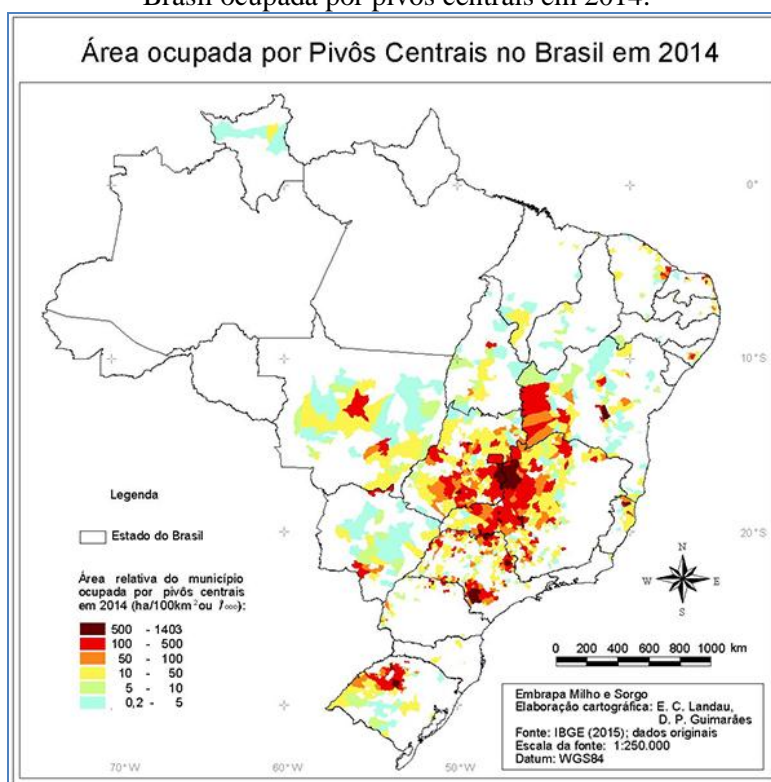 Brasil ocupada por pivôs centrais em 2014.
Área ocupada por Pivôs Centrais no Brasil em 2014
0°
10°S
20°S
Legenda
Estado do Brasil
Área relativa do município
ocupada por pivôs centrais
em 2014 (ha/100km² ou
500 - 1403
100 - 500
50 - 100
10 - 50
5 - 10
0,2 - 5
N
W E
S
0 200 400 600 800 1000 km
Embrapa Milho e Sorgo
Elaboração cartográfica: E. C. Landau,
D. P. Guimarães
Fonte: IBGE (2015); dados originais
Escala da fonte: 1:250.000
Datum: WGS84
70°W 60°W 50°W